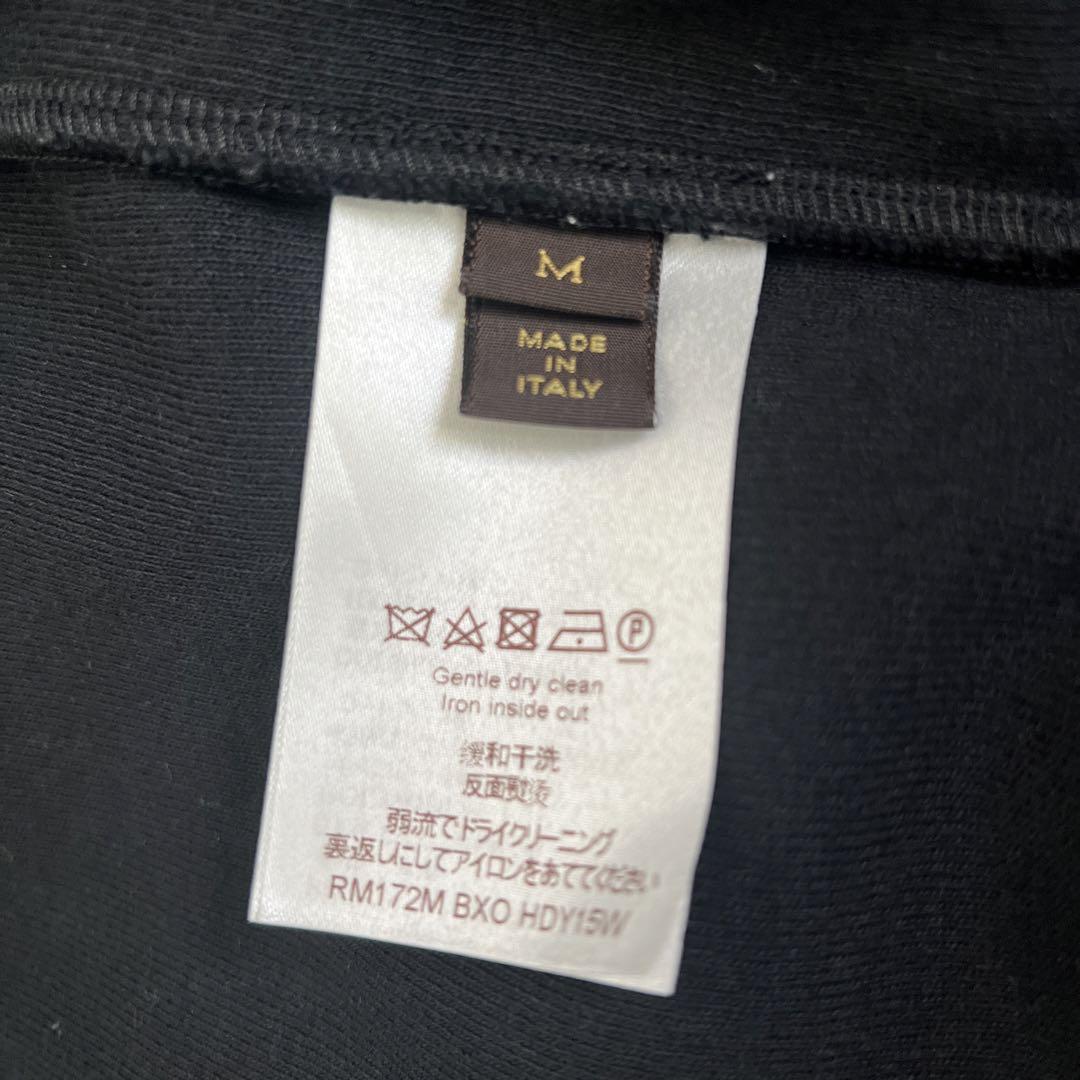 M
MADE
IN
ITALY
P
Gentle dry clean
Iron inside out
缓和干洗
反面熨烫
弱流でドライクリーニング
裏返しにしてアイロンをあててください
RM172M BXO HDY15W